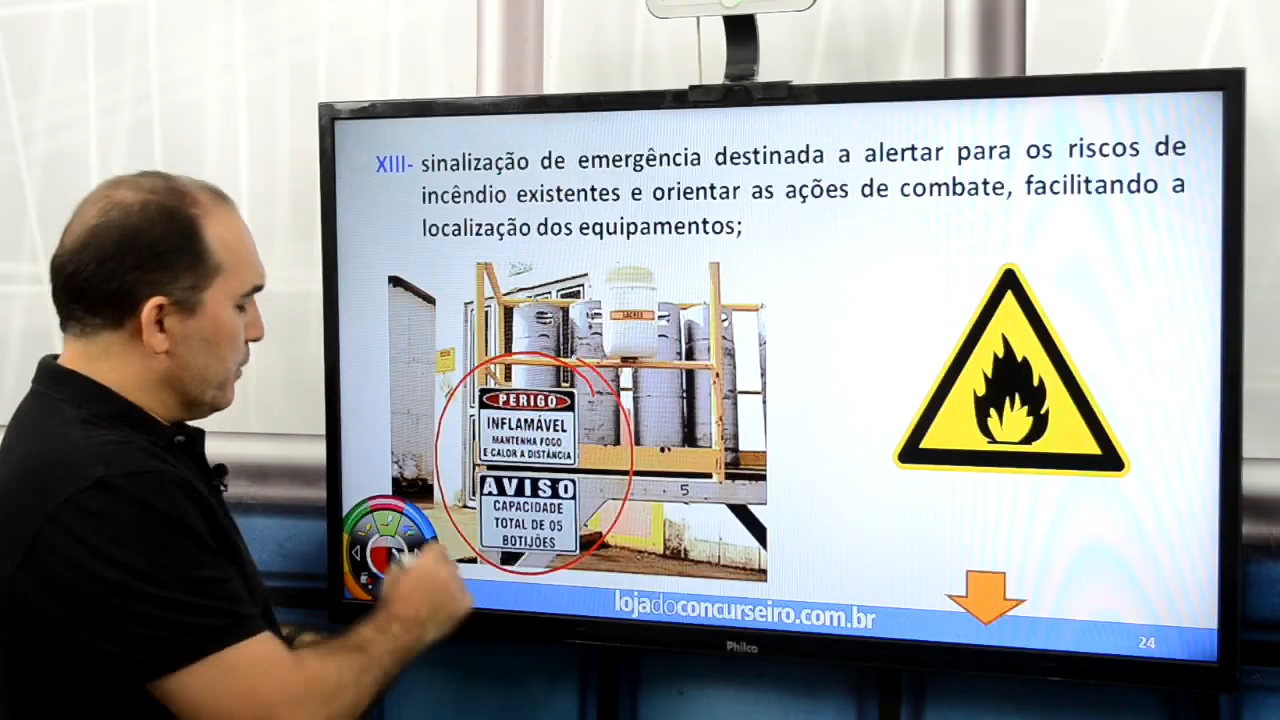 XIII- sinalização de emergência destinada a alertar para os riscos de
incêndio existentes e orientar as ações de combate, facilitando a
localização dos equipamentos;
PERIGO
INFLAMÁVEL
MANTENHA FOGO
E CALOR A DISTÂNCIA
AVISO
CAPACIDADE
TOTAL DE 05
BOTIJÕES
5
lojadoconcurseiro.com.br
24
Philco